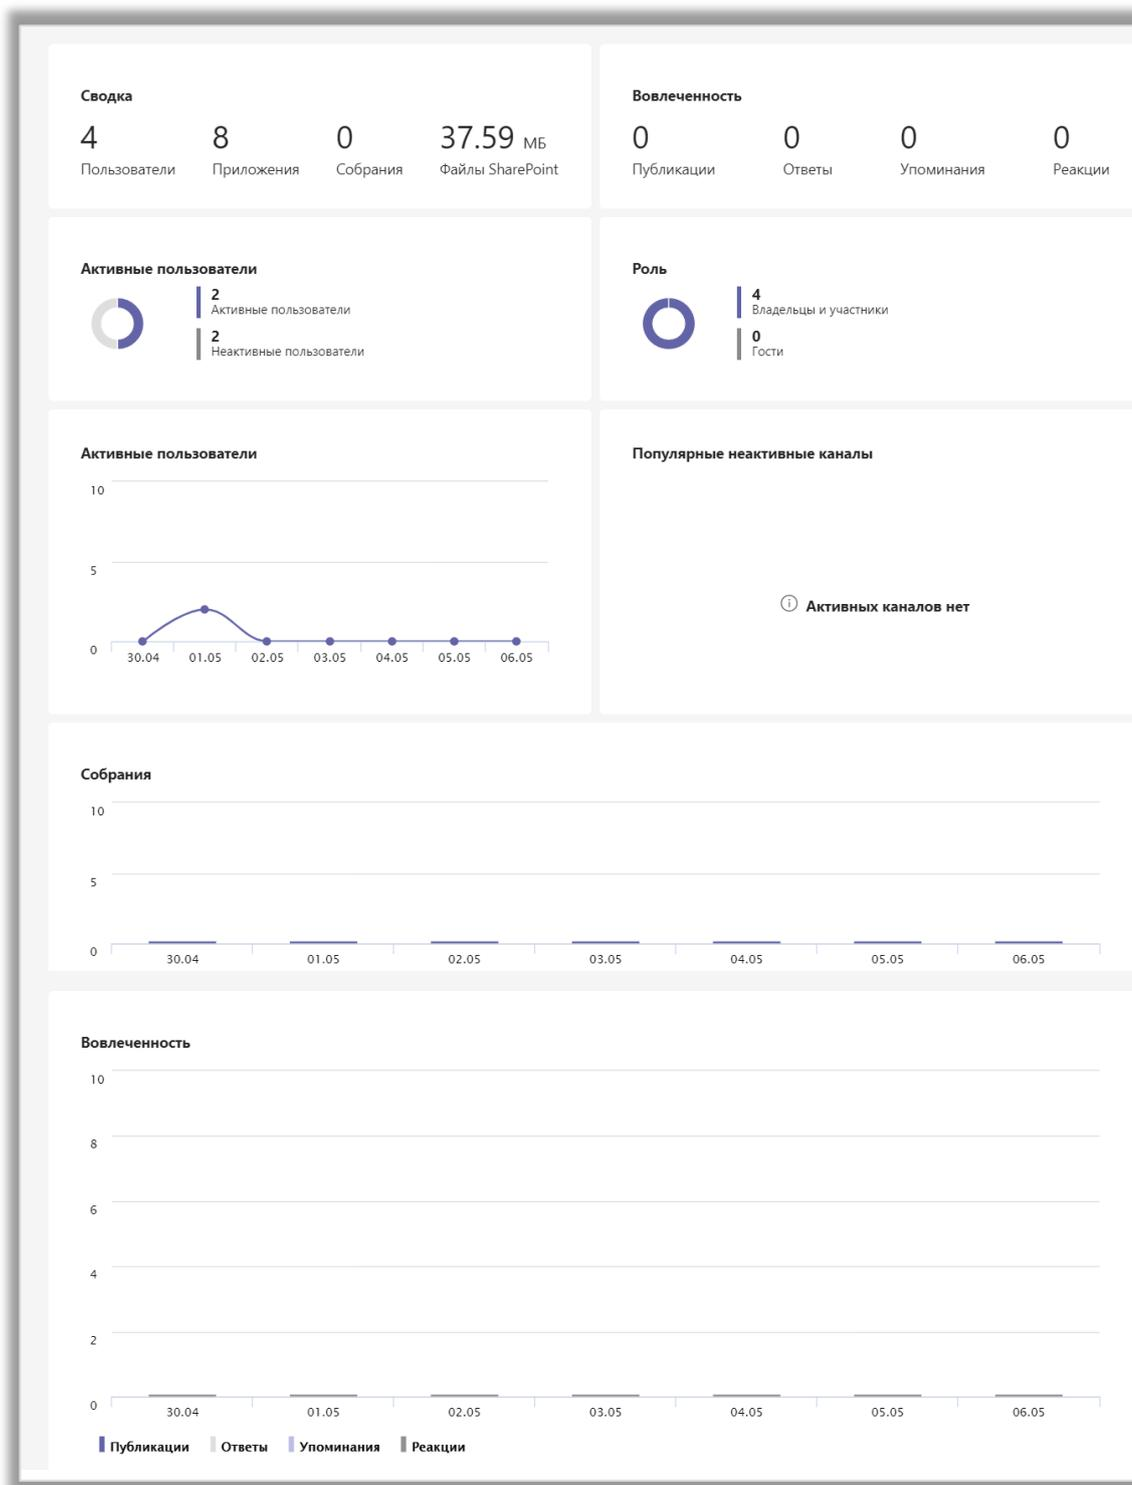 Сводка
4 8 0 37.59 МБ
Пользователи Приложения Собрания Файлы SharePoint
Вовлеченность
0 0 0 0
Публикации Ответы Упоминания Реакции
Активные пользователи
2
Активные пользователи
2
Неактивные пользователи
Роль
4
Владельцы и участники
0
Гости
Активные пользователи
10
5
0
30.04 01.05 02.05 03.05 04.05 05.05 06.05
Популярные неактивные каналы
Активных каналов нет
Собрания
10
5
0
30.04 01.05 02.05 03.05 04.05 05.05 06.05
Вовлеченность
10
8
6
4
2
0
30.04 01.05 02.05 03.05 04.05 05.05 06.05
Публикации Ответы Упоминания Реакции